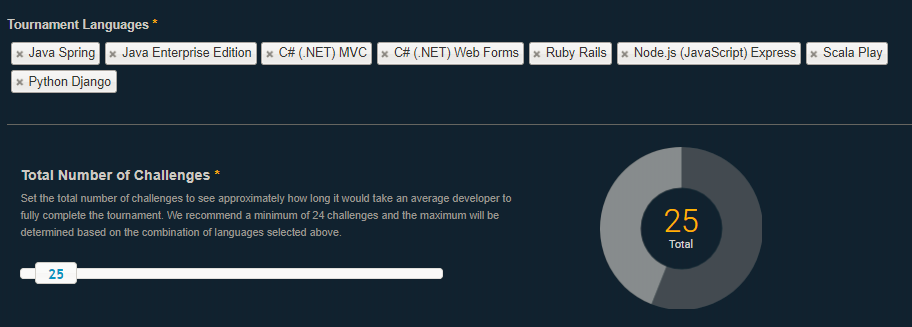 Tournament Languages *
× Java Spring × Java Enterprise Edition × C# (.NET) MVC × C# (.NET) Web Forms × Ruby Rails × Node.js (JavaScript) Express × Scala Play
× Python Django
Total Number of Challenges *
Set the total number of challenges to see approximately how long it would take an average developer to
fully complete the tournament. We recommend a minimum of 24 challenges and the maximum will be
determined based on the combination of languages selected above.
25
25
Total